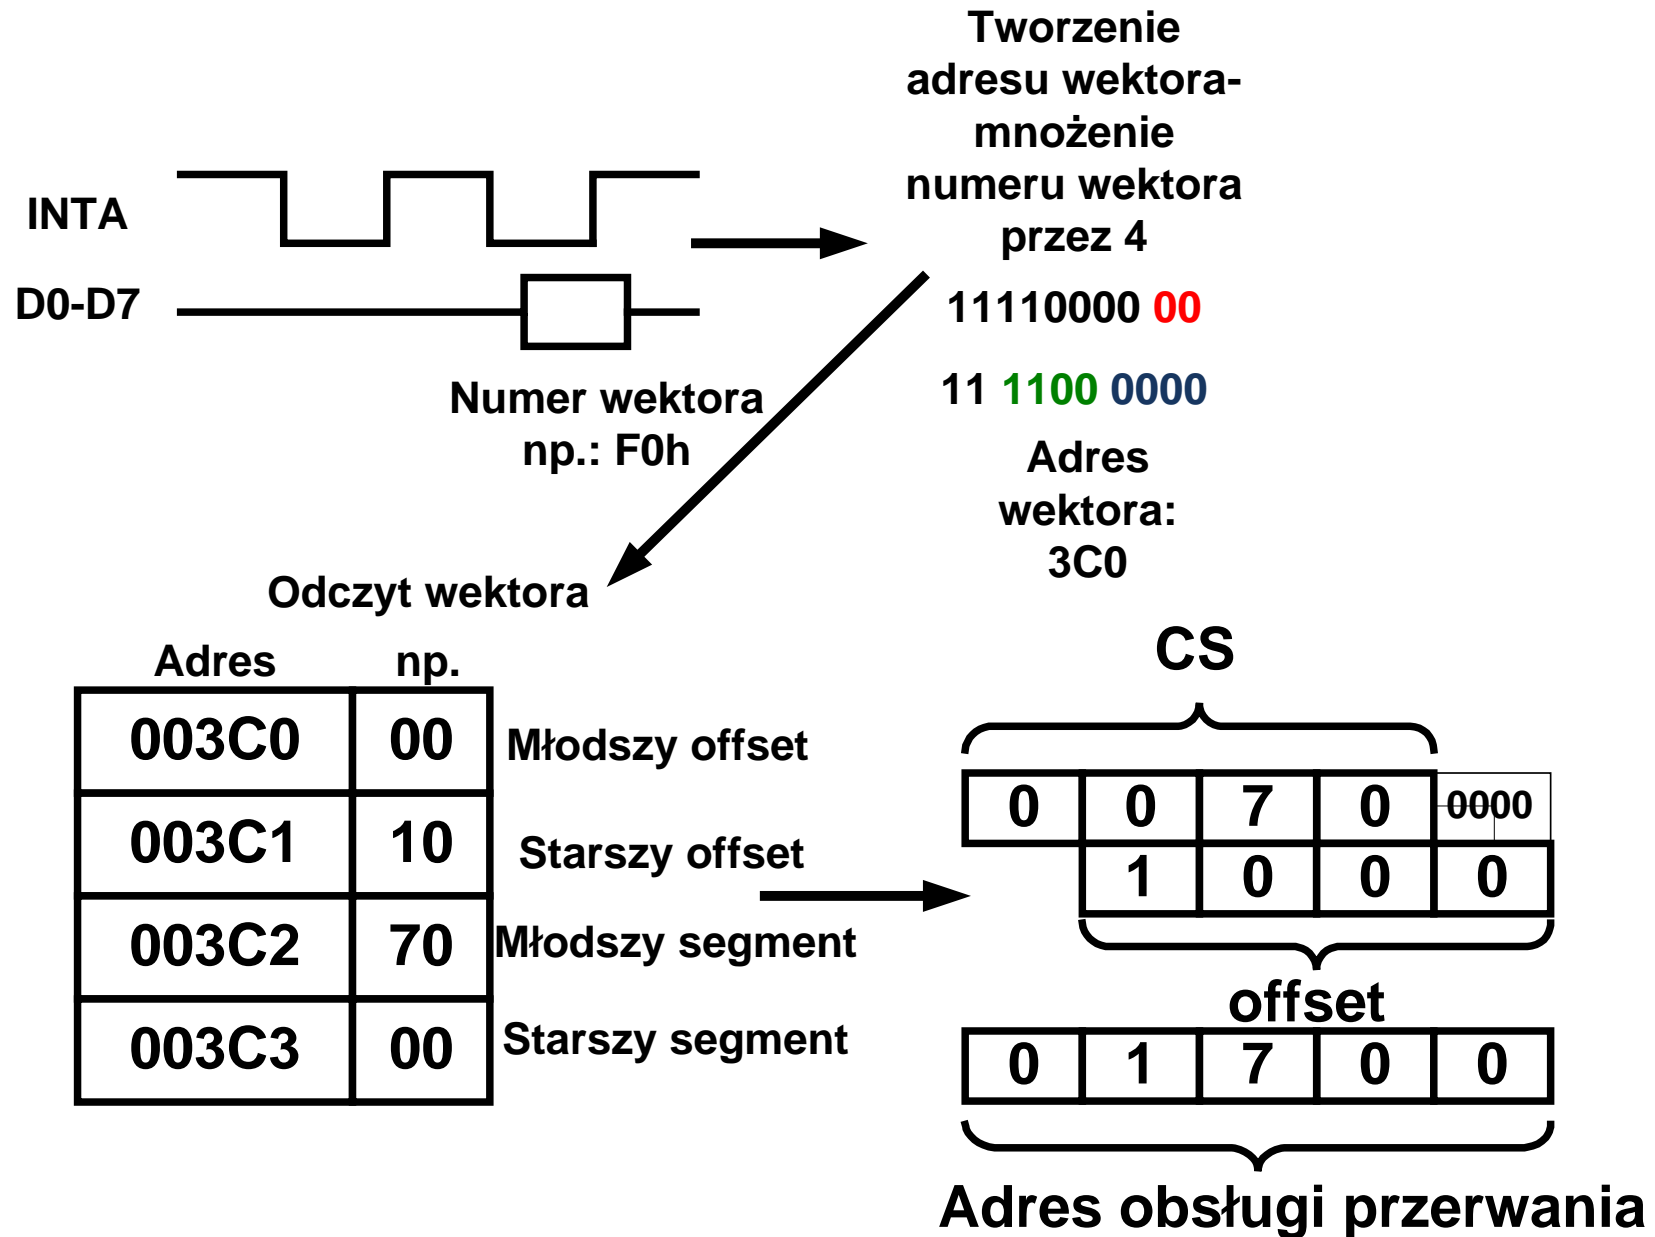 Tworzenie
adresu wektora-
mnożenie
numeru wektora
przez 4
INTA
D0-D7
11110000 00
11 1100 0000
Numer wektora
np.: F0h
Adres
wektora:
3C0
Odczyt wektora
Adres np.
003C0 00 Młodszy offset
003C1 10 Starszy offset
003C2 70 Młodszy segment
003C3 00 Starszy segment
CS
0 0 7 0 0000
1 0 0 0
offset
0 1 7 0 0
Adres obsługi przerwania